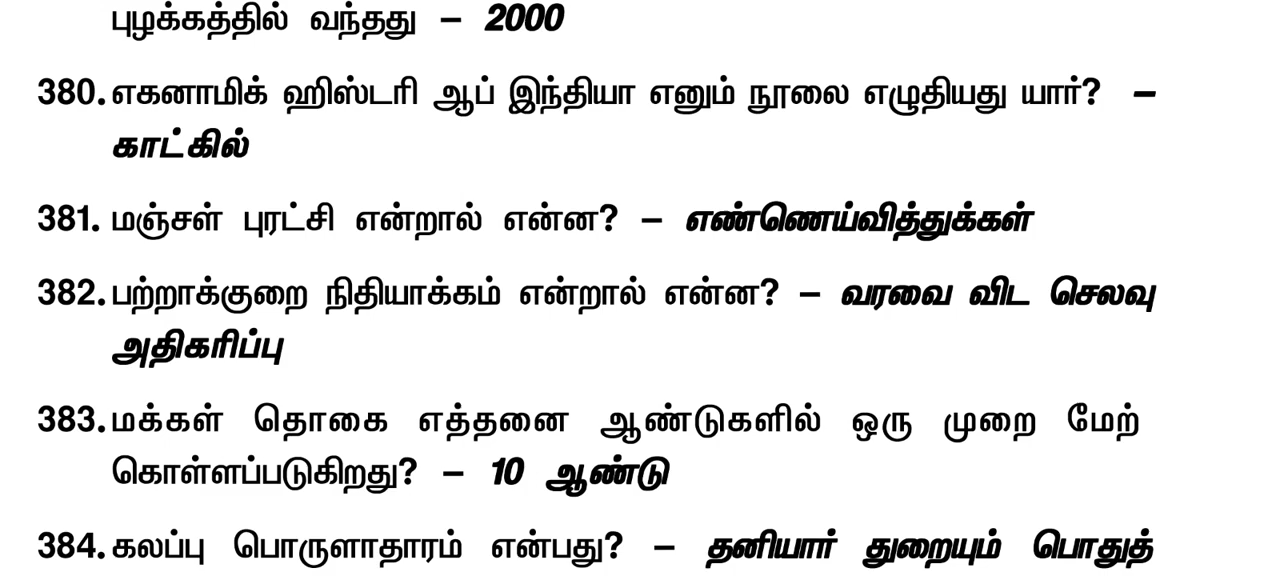 புழக்கத்தில் வந்தது – 2000
380. எகனாமிக் ஹிஸ்டரி ஆப் இந்தியா எனும் நூலை எழுதியது யார்? –
காட்கில்
381. மஞ்சள் புரட்சி என்றால் என்ன? – எண்ணெய்வித்துக்கள்
382. பற்றாக்குறை நிதியாக்கம் என்றால் என்ன? – வரவை விட செலவு
அதிகரிப்பு
383. மக்கள் தொகை எத்தனை ஆண்டுகளில் ஒரு முறை மேற்
கொள்ளப்படுகிறது? – 10 ஆண்டு
384. கலப்பு பொருளாதாரம் என்பது? – தனியார் துறையும் பொதுத்